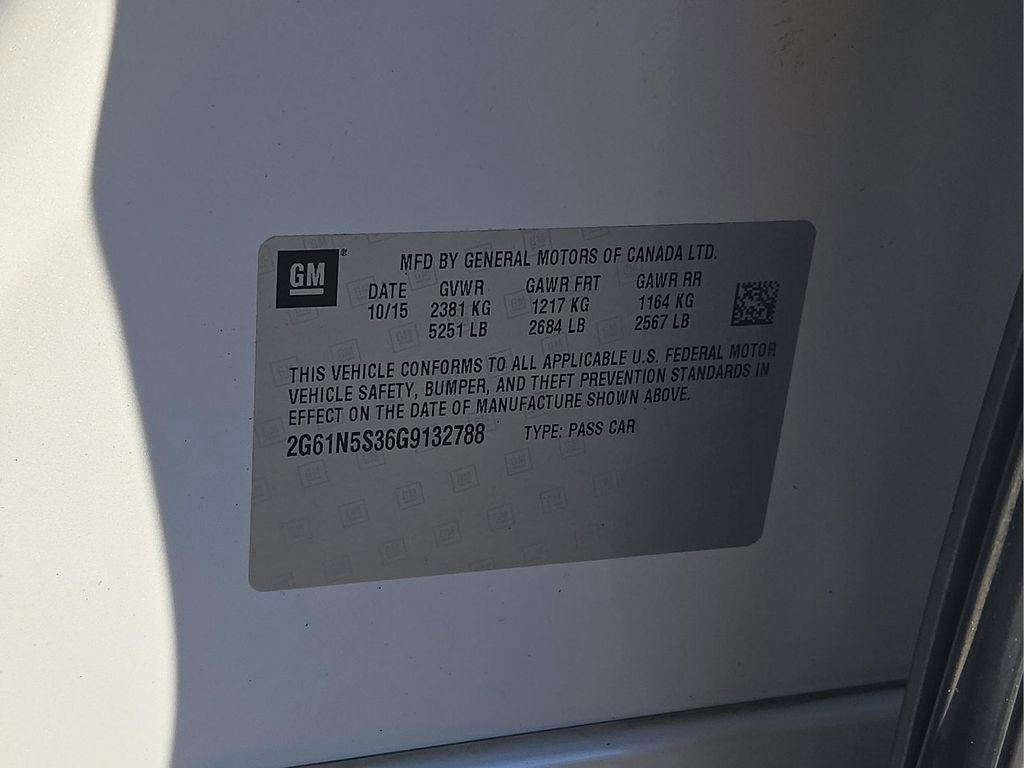 GM
MFD BY GENERAL MOTORS OF CANADA LTD.
DATE GVWR GAWR FRT GAWR RR
10/15 2381 KG 1217 KG 1164 KG
5251 LB 2684 LB 2567 LB
THIS VEHICLE CONFORMS TO ALL APPLICABLE U.S. FEDERAL MOTOR
VEHICLE SAFETY, BUMPER, AND THEFT PREVENTION STANDARDS IN
EFFECT ON THE DATE OF MANUFACTURE SHOWN ABOVE.
2G61N5S36G9132788 TYPE: PASS CAR